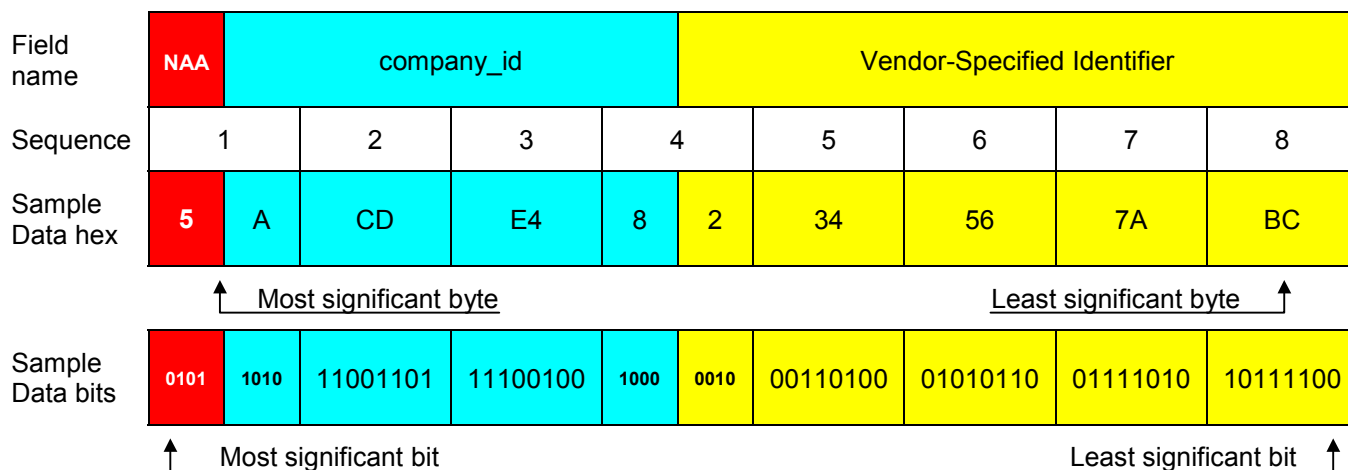 Field name NAA company_id Vendor-Specified Identifier
Sequence 1 2 3 4 5 6 7 8
Sample Data hex 5 A CD E4 8 2 34 56 7A BC
Most significant byte Least significant byte
Sample Data bits 0101 1010 11001101 11100100 1000 0010 00110100 01010110 01111010 10111100
Most significant bit Least significant bit